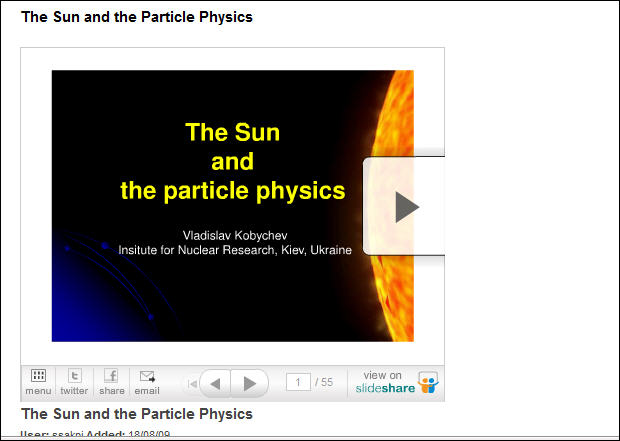 The Sun and the Particle Physics
The Sun
and
the particle physics
Vladislav Kobychev
Insitute for Nuclear Research, Kiev, Ukraine
menu twitter share email 1 / 55 view on
slideshare
The Sun and the Particle Physics
User: ssakpi Added: 18/08/09